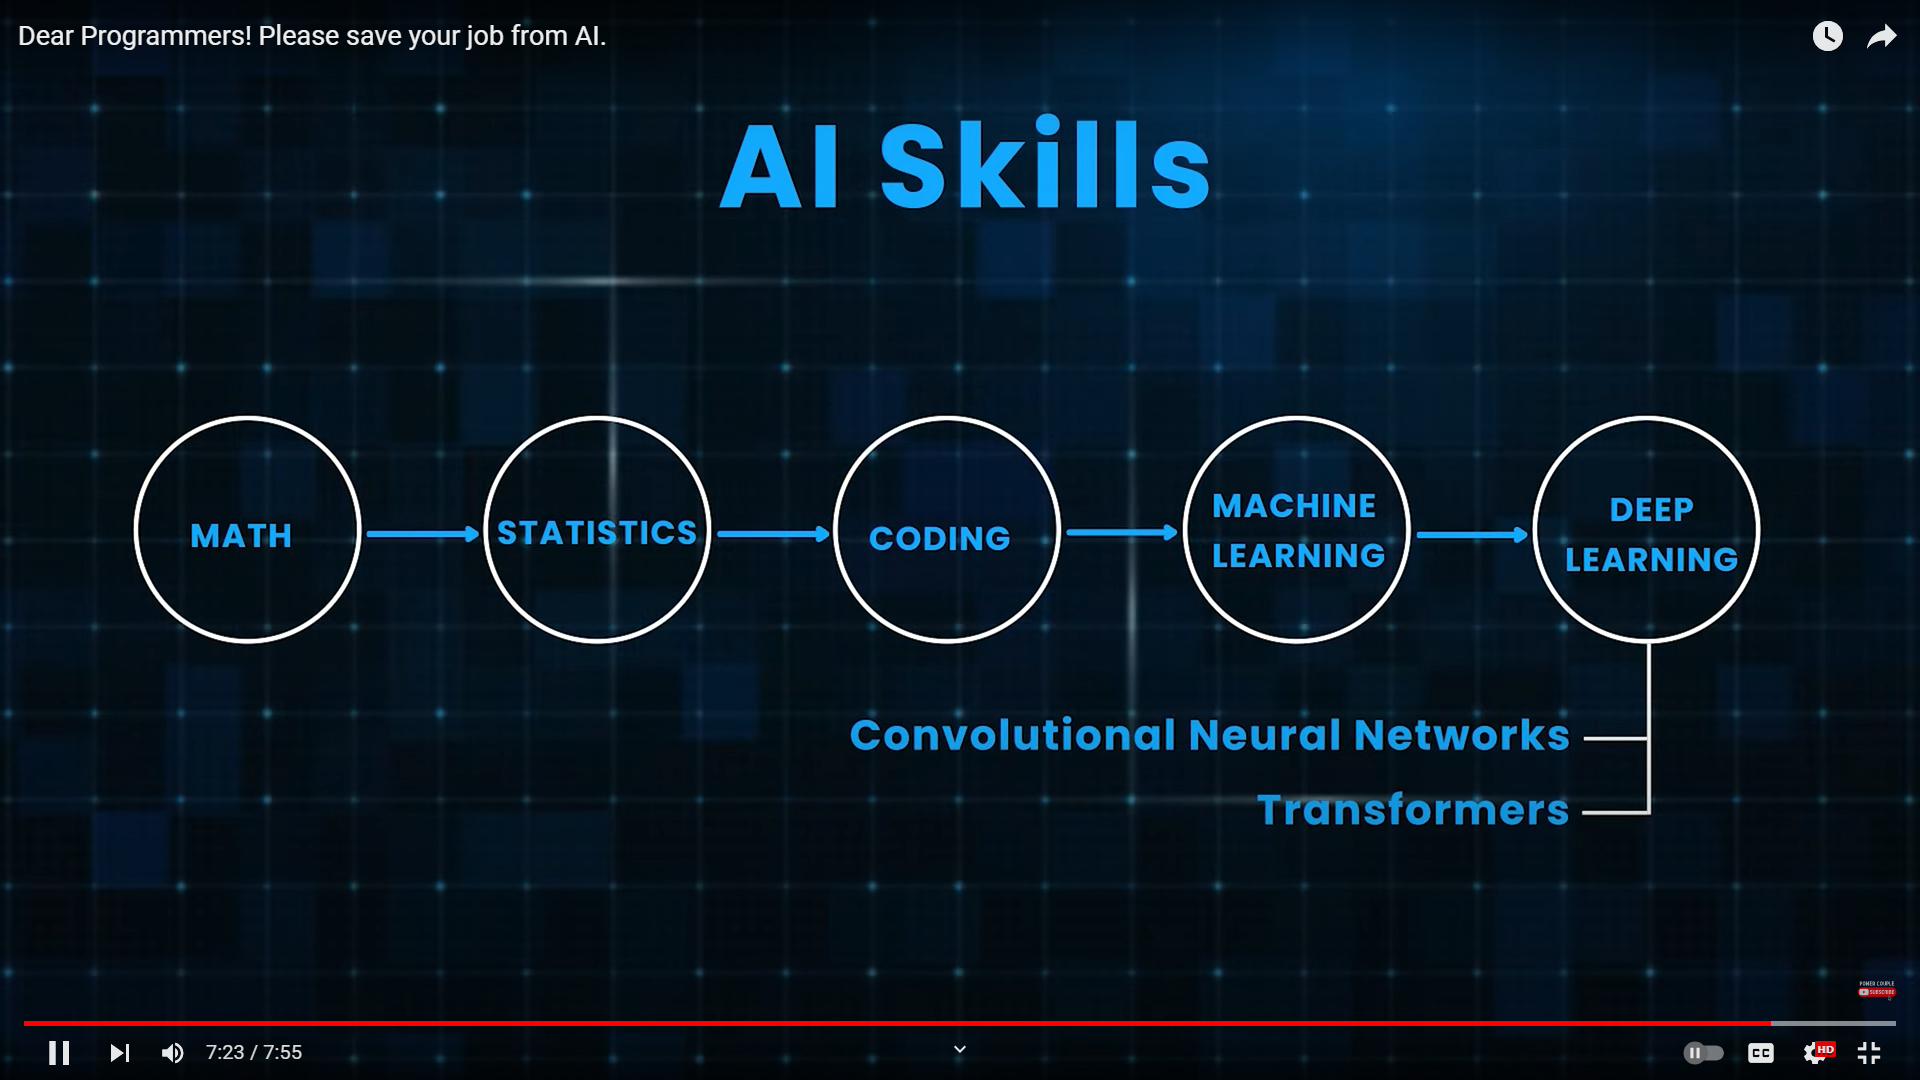 Dear Programmers! Please save your job from AI.
AI Skills
MATH
STATISTICS
CODING
MACHINE
LEARNING
DEEP
LEARNING
Convolutional Neural Networks
Transformers
POWER COUPLE
SUBSCRIBE
7:23 / 7:55
CC
HD